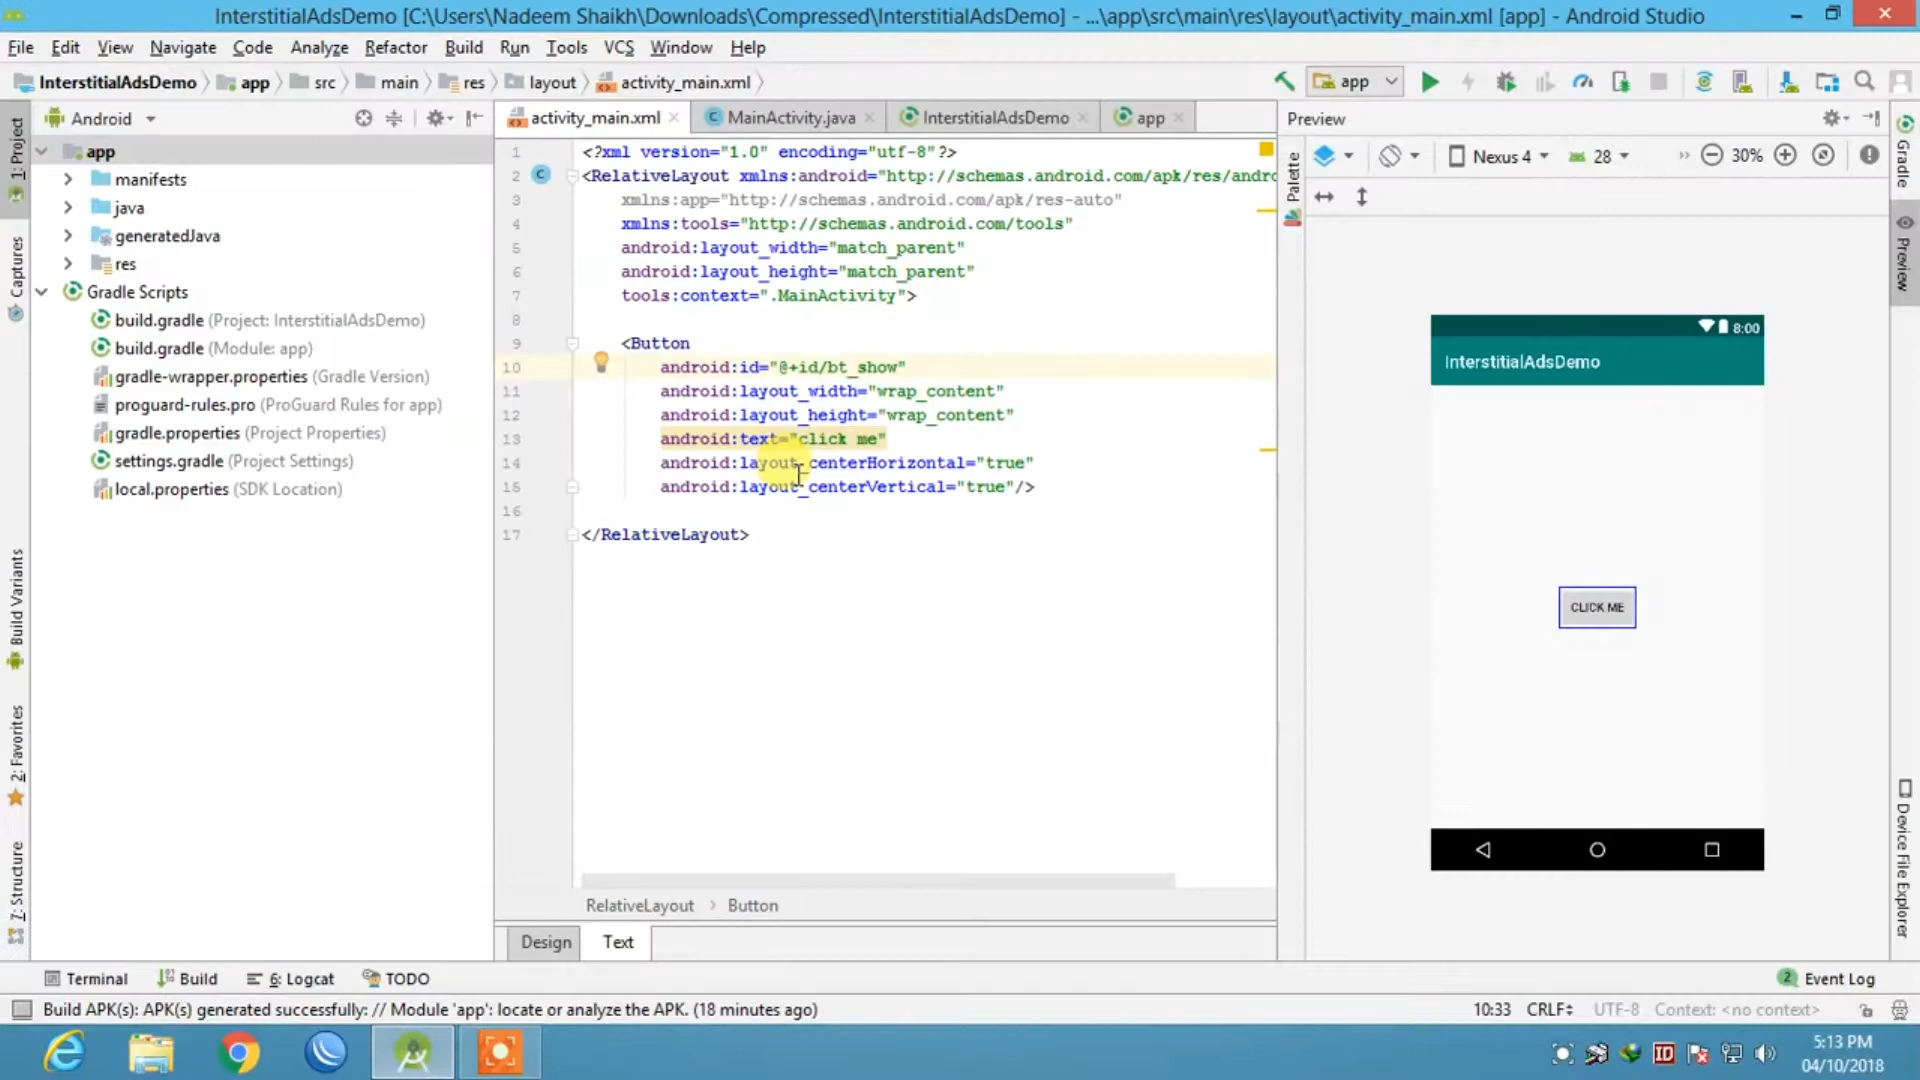 InterstitialAdsDemo [C:\Users\Nadeem Shaikh\Downloads\Compressed\InterstitialAdsDemo] - ...\app\src\main\res\layout\activity_main.xml [app] - Android Studio
File Edit View Navigate Code Analyze Refactor Build Run Tools VCS Window Help
InterstitialAdsDemo app src main res layout activity_main.xml
app
1: Project
Captures
Build Variants
2: Favorites
7: Structure
Android
app
manifests
java
generatedJava
res
Gradle Scripts
build.gradle (Project: InterstitialAdsDemo)
build.gradle (Module: app)
gradle-wrapper.properties (Gradle Version)
proguard-rules.pro (ProGuard Rules for app)
gradle.properties (Project Properties)
settings.gradle (Project Settings)
local.properties (SDK Location)
activity_main.xml MainActivity.java InterstitialAdsDemo app
1 <?xml version="1.0" encoding="utf-8"?>
2 <RelativeLayout xmlns:android="http://schemas.android.com/apk/res/andro
3 xmlns:app="http://schemas.android.com/apk/res-auto"
4 xmlns:tools="http://schemas.android.com/tools"
5 android:layout_width="match_parent"
6 android:layout_height="match_parent"
7 tools:context=".MainActivity">
8
9 <Button
10 android:id="@+id/bt_show"
11 android:layout_width="wrap_content"
12 android:layout_height="wrap_content"
13 android:text="click me"
14 android:layout_centerHorizontal="true"
15 android:layout_centerVertical="true"/>
16
17 </RelativeLayout>
RelativeLayout Button
Design Text
Preview
Palette
Nexus 4 28 30%
8:00
InterstitialAdsDemo
CLICK ME
Gradle
Preview
Device File Explorer
Terminal Build 6: Logcat TODO
2 Event Log
Build APK(s): APK(s) generated successfully: // Module 'app': locate or analyze the APK. (18 minutes ago)
10:33 CRLF UTF-8 Context: <no context>
5:13 PM
04/10/2018